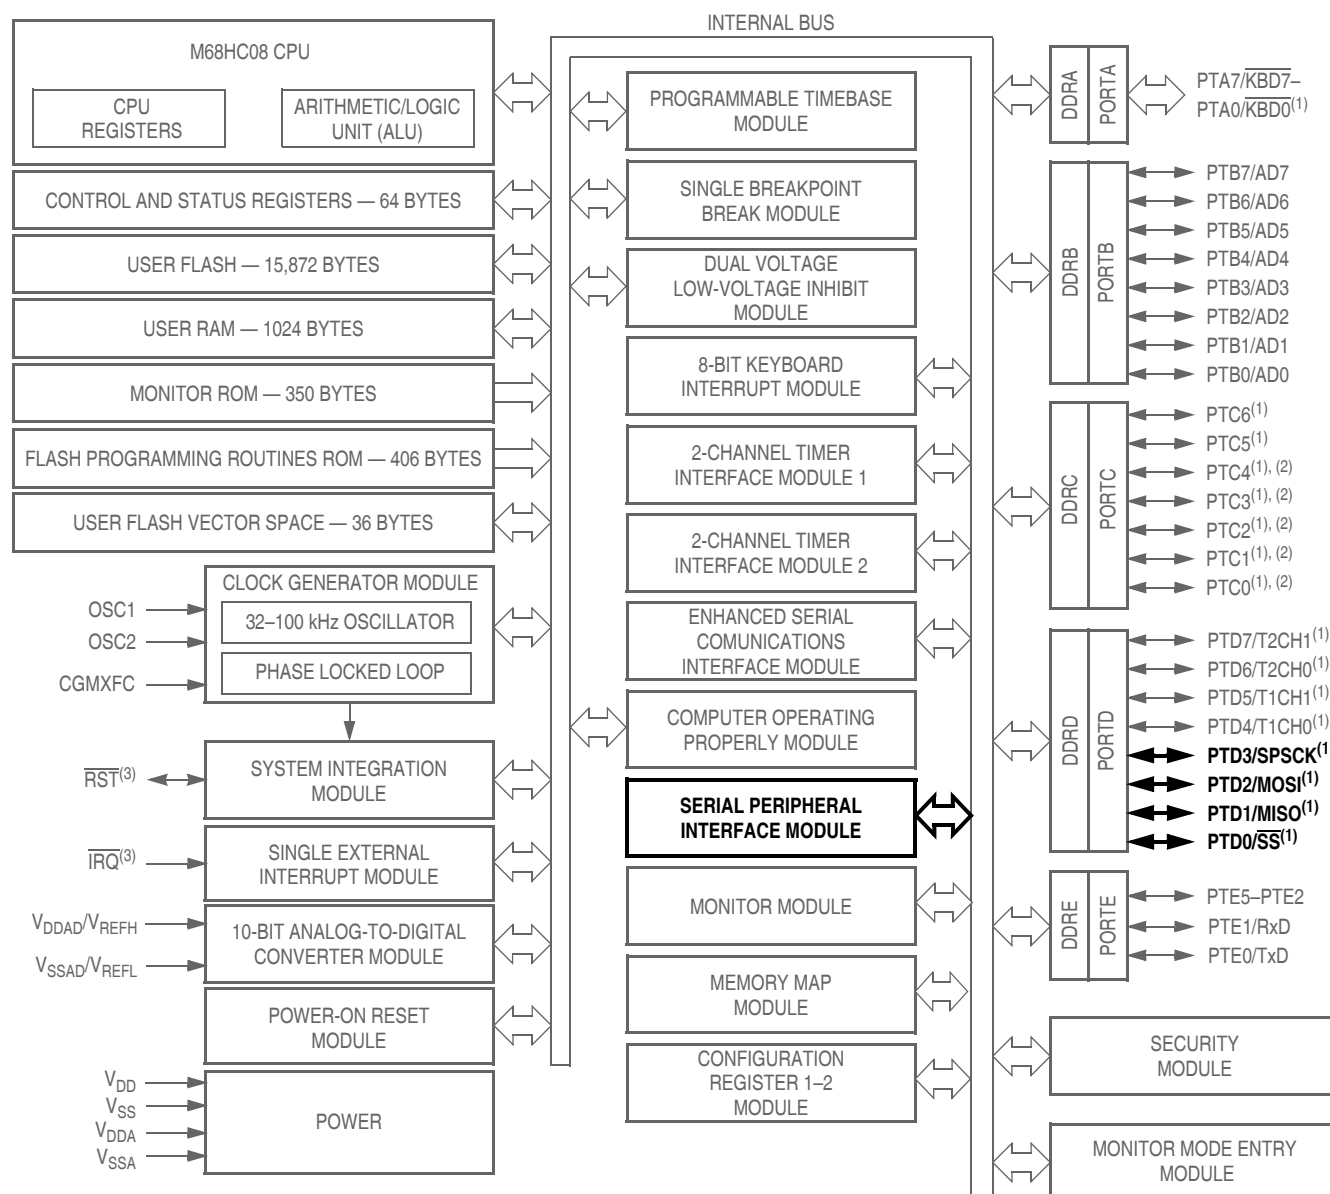 INTERNAL BUS
M68HC08 CPU
CPU
REGISTERS
ARITHMETIC/LOGIC
UNIT (ALU)
CONTROL AND STATUS REGISTERS — 64 BYTES
USER FLASH — 15,872 BYTES
USER RAM — 1024 BYTES
MONITOR ROM — 350 BYTES
FLASH PROGRAMMING ROUTINES ROM — 406 BYTES
USER FLASH VECTOR SPACE — 36 BYTES
CLOCK GENERATOR MODULE
32–100 kHz OSCILLATOR
PHASE LOCKED LOOP
OSC1
OSC2
CGMXFC
SYSTEM INTEGRATION
MODULE
RST(3)
SINGLE EXTERNAL
INTERRUPT MODULE
IRQ(3)
10-BIT ANALOG-TO-DIGITAL
CONVERTER MODULE
VDDAD/VREFH
VSSAD/VREFL
POWER-ON RESET
MODULE
POWER
VDD
VSS
VDDA
VSSA
PROGRAMMABLE TIMEBASE
MODULE
SINGLE BREAKPOINT
BREAK MODULE
DUAL VOLTAGE
LOW-VOLTAGE INHIBIT
MODULE
8-BIT KEYBOARD
INTERRUPT MODULE
2-CHANNEL TIMER
INTERFACE MODULE 1
2-CHANNEL TIMER
INTERFACE MODULE 2
ENHANCED SERIAL
COMUNICATIONS
INTERFACE MODULE
COMPUTER OPERATING
PROPERLY MODULE
SERIAL PERIPHERAL
INTERFACE MODULE
MONITOR MODULE
MEMORY MAP
MODULE
CONFIGURATION
REGISTER 1–2
MODULE
DDRA
PORTA
PTA7/KBD7–
PTA0/KBD0(1)
DDRB
PORTB
PTB7/AD7
PTB6/AD6
PTB5/AD5
PTB4/AD4
PTB3/AD3
PTB2/AD2
PTB1/AD1
PTB0/AD0
DDRC
PORTC
PTC6(1)
PTC5(1)
PTC4(1), (2)
PTC3(1), (2)
PTC2(1), (2)
PTC1(1), (2)
PTC0(1), (2)
DDRD
PORTD
PTD7/T2CH1(1)
PTD6/T2CH0(1)
PTD5/T1CH1(1)
PTD4/T1CH0(1)
PTD3/SPSCK(1
PTD2/MOSI(1)
PTD1/MISO(1)
PTD0/SS(1)
DDRE
PORTE
PTE5–PTE2
PTE1/RxD
PTE0/TxD
SECURITY
MODULE
MONITOR MODE ENTRY
MODULE